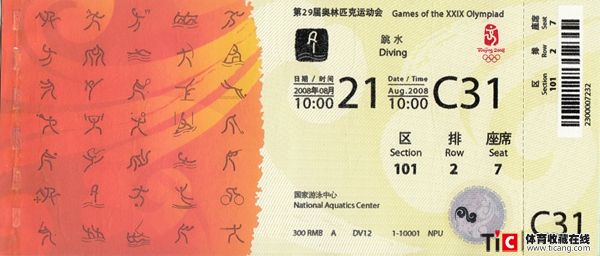 第29届奥林匹克运动会 Games of the XXIX Olympiad
跳水
Diving
Beijing 2008
日期 / 时间
2008年08月
10:00
21
Date / Time
Aug.2008
10:00
C31
区 排 座席
Section Row Seat
101 2 7
国家游泳中心
National Aquatics Center
300 RMB A DV12 1-10001 NPU
座席 Seat 7
排 Row 2
区 Section 101
2300007232
C31
TiC 体育收藏在线
www.ticang.com